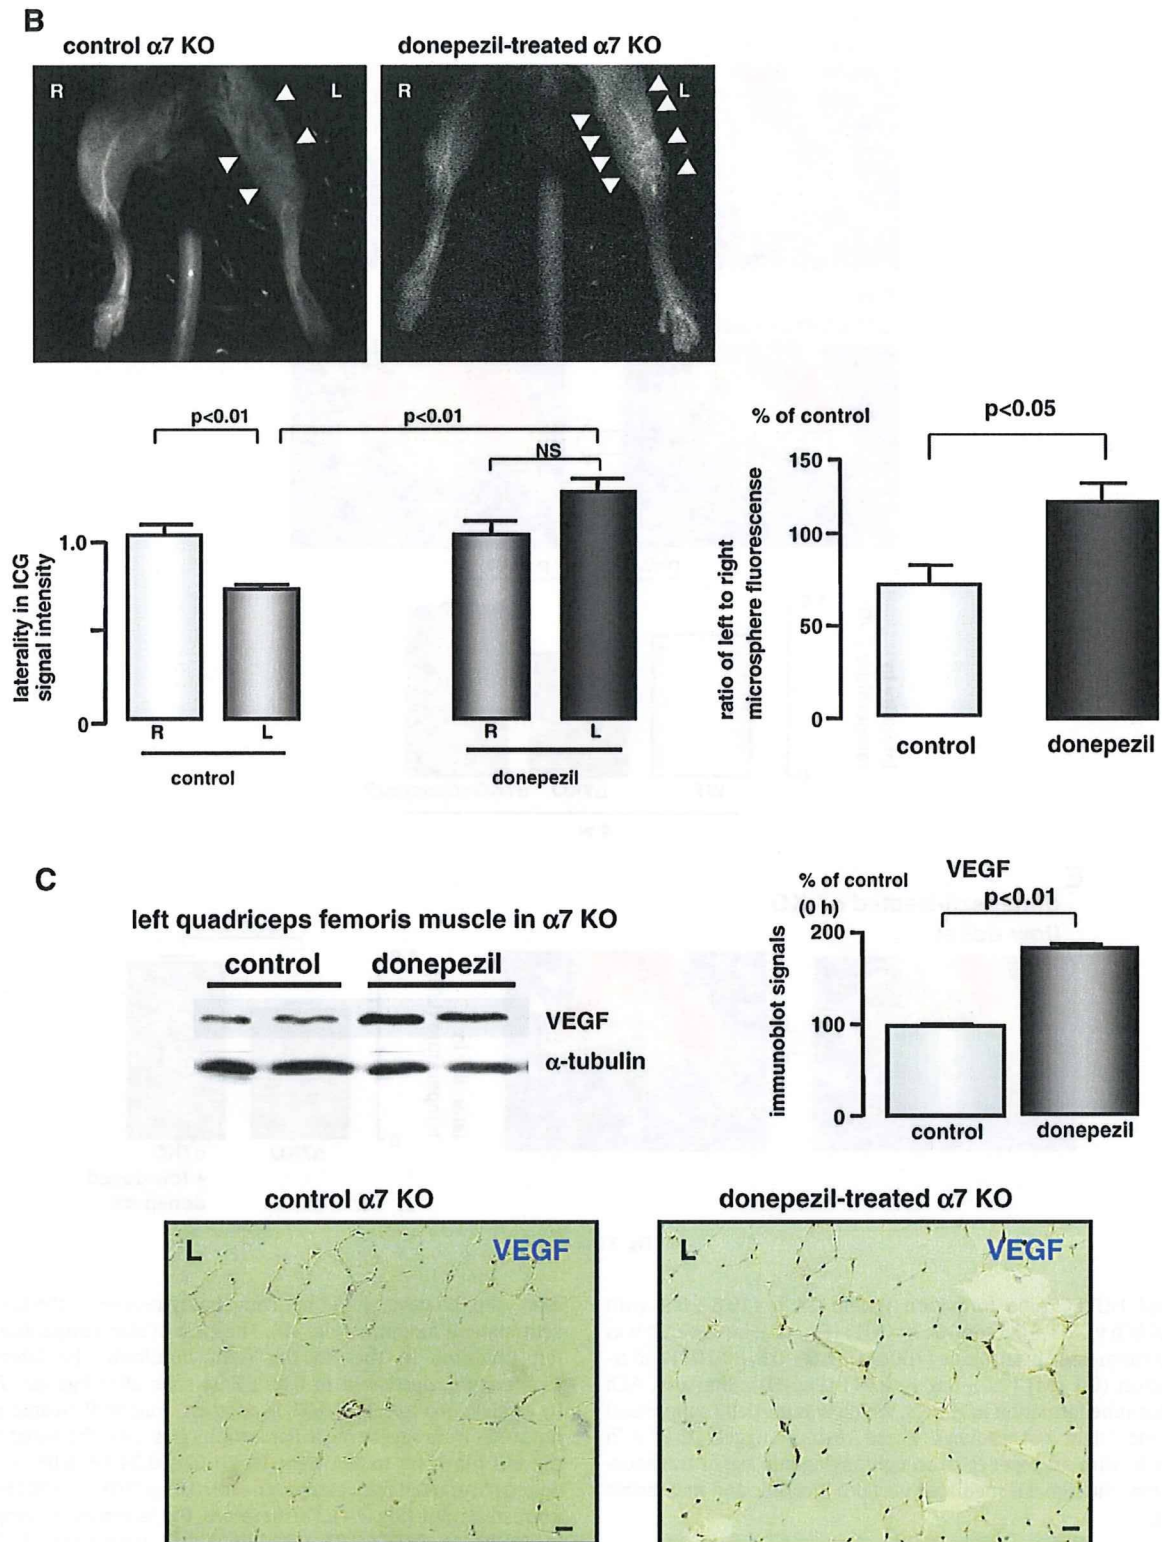 B
control α7 KO
donepezil-treated α7 KO
R
L
R
L
p<0.01
p<0.01
NS
laterality in ICG
signal intensity
1.0
0
R
L
R
L
control
donepezil
% of control
p<0.05
ratio of left to right
microsphere fluorescense
150
100
50
0
control
donepezil
C
left quadriceps femoris muscle in α7 KO
control
donepezil
VEGF
α-tubulin
VEGF
% of control
(0 h)
p<0.01
immunoblot signals
200
100
0
control
donepezil
control α7 KO
donepezil-treated α7 KO
L
VEGF
L
VEGF